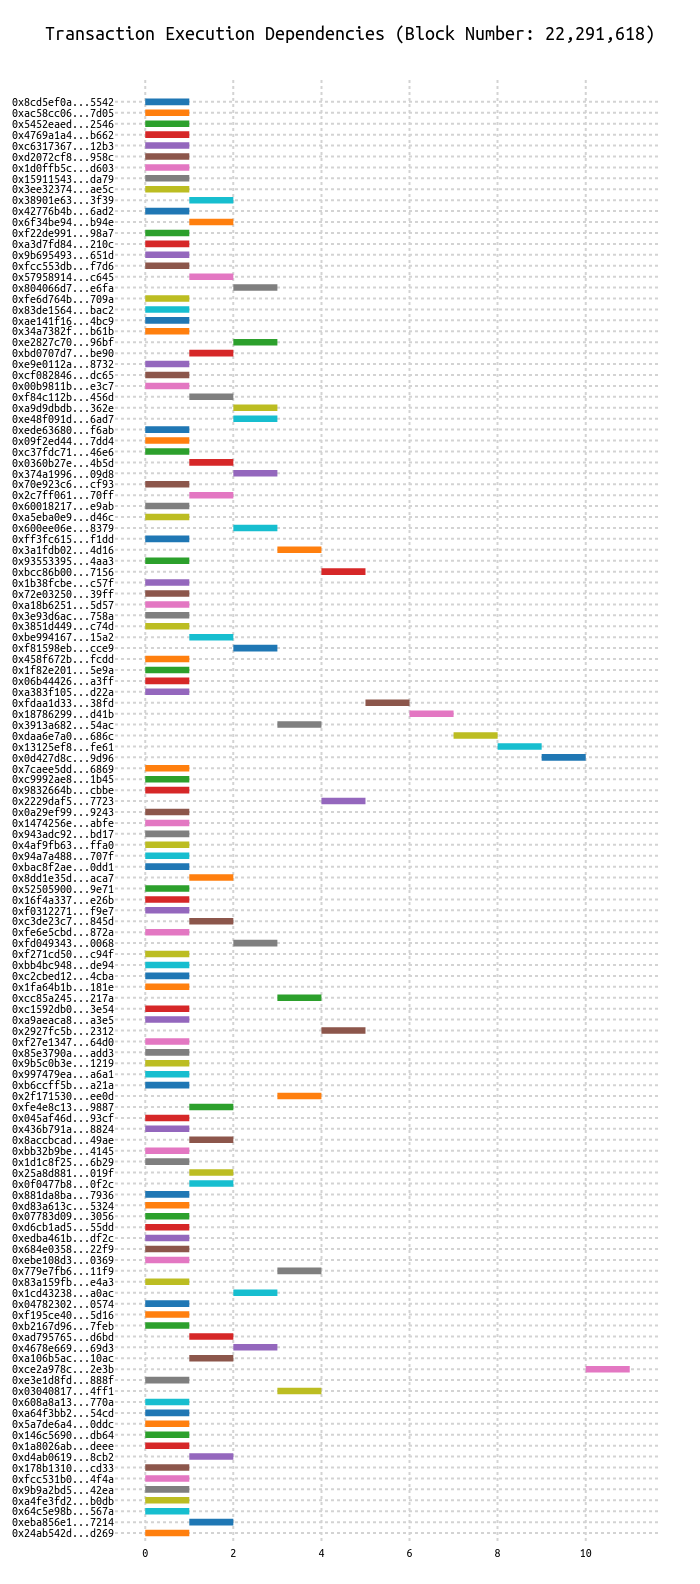 Transaction Execution Dependencies (Block Number: 22,291,618)
0x8cd5ef0a...5542
0xac58cc06...7d05
0x5452eaed...2546
0x4769a1a4...b662
0xc6317367...12b3
0xd2072cf8...958c
0x1d0ffb5c...d603
0x15911543...da79
0x3ee32374...ae5c
0x38901e63...3f39
0x42776b4b...6ad2
0x6f34be94...b94e
0xf22de991...98a7
0xa3d7fd84...210c
0x9b695493...651d
0xfcc553db...f7d6
0x57958914...c645
0x804066d7...e6fa
0xfe6d764b...709a
0x83de1564...bac2
0xae141f16...4bc9
0x34a7382f...b61b
0xe2827c70...96bf
0xbd0707d7...be90
0xe9e0112a...8732
0xcf082846...dc65
0x00b9811b...e3c7
0xf84c112b...456d
0xa9d9dbdb...362e
0xe48f091d...6ad7
0xede63680...f6ab
0x09f2ed44...7dd4
0xc37fdc71...46e6
0x0360b27e...4b5d
0x374a1996...09d8
0x70e923c6...cf93
0x2c7ff061...70ff
0x60018217...e9ab
0xa5eba0e9...d46c
0x600ee06e...8379
0xff3fc615...f1dd
0x3a1fdb02...4d16
0x93553395...4aa3
0xbcc86b00...7156
0x1b38fcbe...c57f
0x72e03250...39ff
0xa18b6251...5d57
0x3e93d6ac...758a
0x3851d449...c74d
0xbe994167...15a2
0xf81598eb...cce9
0x458f672b...fcdd
0x1f82e201...5e9a
0x06b44426...a3ff
0xa383f105...d22a
0xfdaa1d33...38fd
0x18786299...d41b
0x3913a682...54ac
0xdaa6e7a0...686c
0x13125ef8...fe61
0x0d427d8c...9d96
0x7caee5dd...6869
0xc9992ae8...1b45
0x9832664b...cbbe
0x2229daf5...7723
0x0a29ef99...9243
0x1474256e...abfe
0x943adc92...bd17
0x4af9fb63...ffa0
0x94a7a488...707f
0xbac8f2ae...0dd1
0x8dd1e35d...aca7
0x52505900...9e71
0x16f4a337...e26b
0xf0312271...f9e7
0xc3de23c7...845d
0xfe6e5cbd...872a
0xfd049343...0068
0xf271cd50...c94f
0xbb4bc948...de94
0xc2cbed12...4cba
0x1fa64b1b...181e
0xcc85a245...217a
0xc1592db0...3e54
0xa9aeaca8...a3e5
0x2927fc5b...2312
0xf27e1347...64d0
0x85e3790a...add3
0x9b5c0b3e...1219
0x997479ea...a6a1
0xb6ccff5b...a21a
0x2f171530...ee0d
0xfe4e8c13...9887
0x045af46d...93cf
0x436b791a...8824
0x8accbcad...49ae
0xbb32b9be...4145
0x1d1c8f25...6b29
0x25a8d881...019f
0x0f0477b8...0f2c
0x881da8ba...7936
0xd83a613c...5324
0x07783d09...3056
0xd6cb1ad5...55dd
0xedba461b...df2c
0x684e0358...22f9
0xebe108d3...0369
0x779e7fb6...11f9
0x83a159fb...e4a3
0x1cd43238...a0ac
0x04782302...0574
0xf195ce40...5d16
0xb2167d96...7feb
0xad795765...d6bd
0x4678e669...69d3
0xa106b5ac...10ac
0xce2a978c...2e3b
0xe3e1d8fd...888f
0x03040817...4ff1
0x608a8a13...770a
0xa64f3bb2...54cd
0x5a7de6a4...0ddc
0x146c5690...db64
0x1a8026ab...deee
0xd4ab0619...8cb2
0x178b1310...cd33
0xfcc531b0...4f4a
0x9b9a2bd5...42ea
0xa4fe3fd2...b0db
0x64c5e98b...567a
0xeba856e1...7214
0x24ab542d...d269
0 2 4 6 8 10